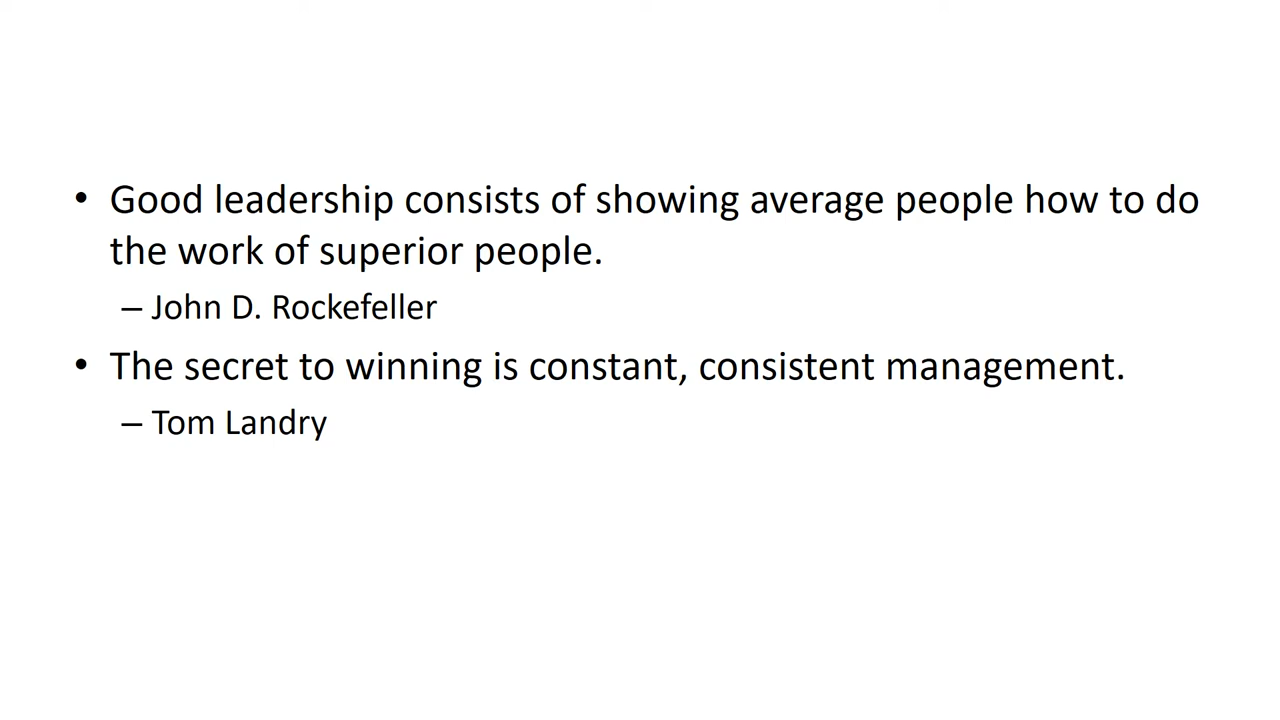 • Good leadership consists of showing average people how to do
the work of superior people.
– John D. Rockefeller
• The secret to winning is constant, consistent management.
– Tom Landry